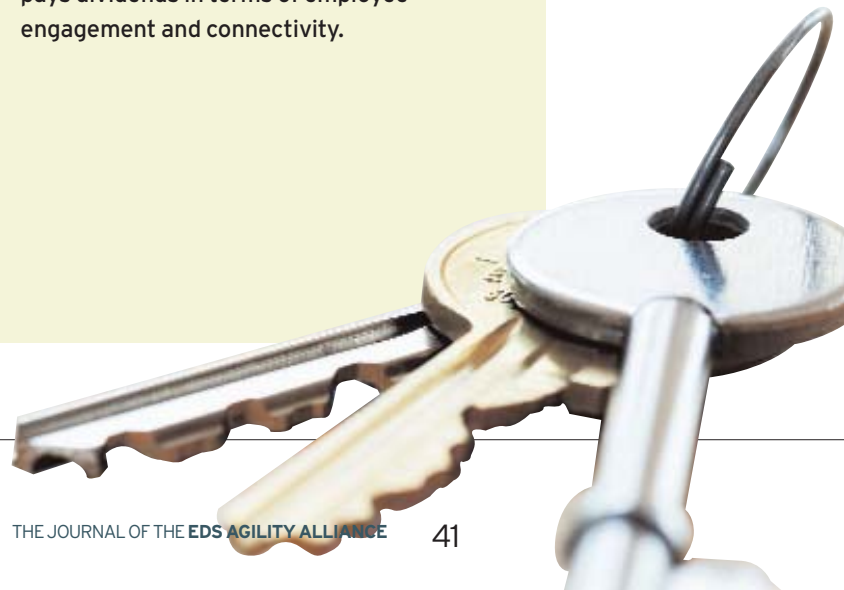 pays dividends in terms of employee
engagement and connectivity.
THE JOURNAL OF THE EDS AGILITY ALLIANCE 41